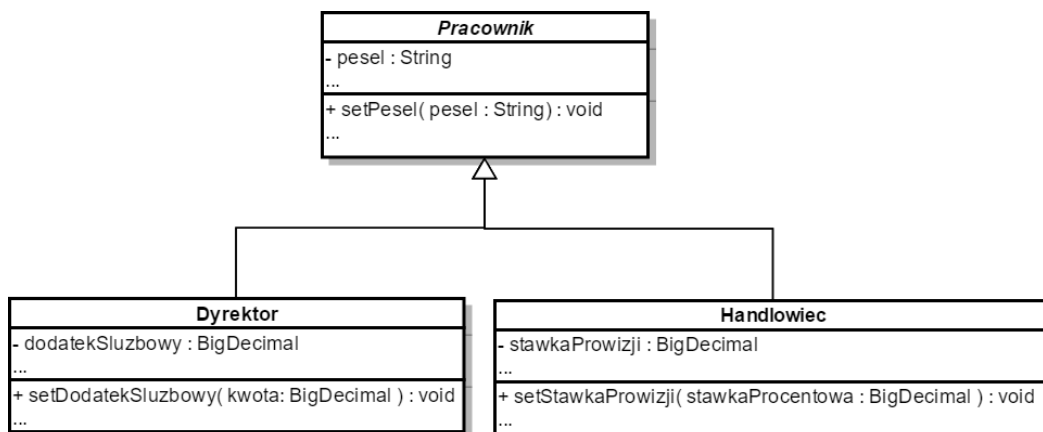 Pracownik
- pesel : String
...
+ setPesel( pesel : String) : void
...
Dyrektor
- dodatekSluzbowy : BigDecimal
...
+ setDodatekSluzbowy( kwota: BigDecimal ) : void
...
Handlowiec
- stawkaProwizji : BigDecimal
...
+ setStawkaProwizji( stawkaProcentowa : BigDecimal ) : void
...